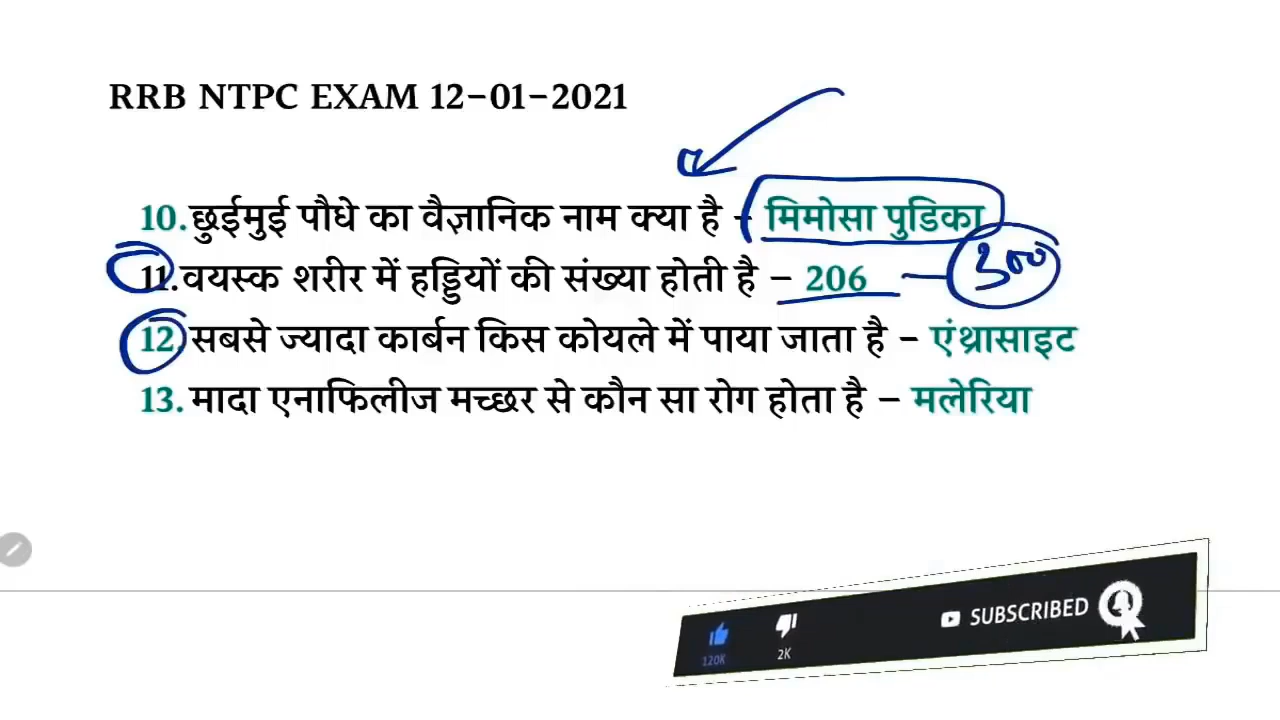 RRB NTPC EXAM 12-01-2021
10. छुईमुई पौधे का वैज्ञानिक नाम क्या है - मिमोसा पुडिका
11. वयस्क शरीर में हड्डियों की संख्या होती है - 206 - 300
12. सबसे ज्यादा कार्बन किस कोयले में पाया जाता है - एंथ्रासाइट
13. मादा एनाफिलीज मच्छर से कौन सा रोग होता है - मलेरिया
120K 2K SUBSCRIBED